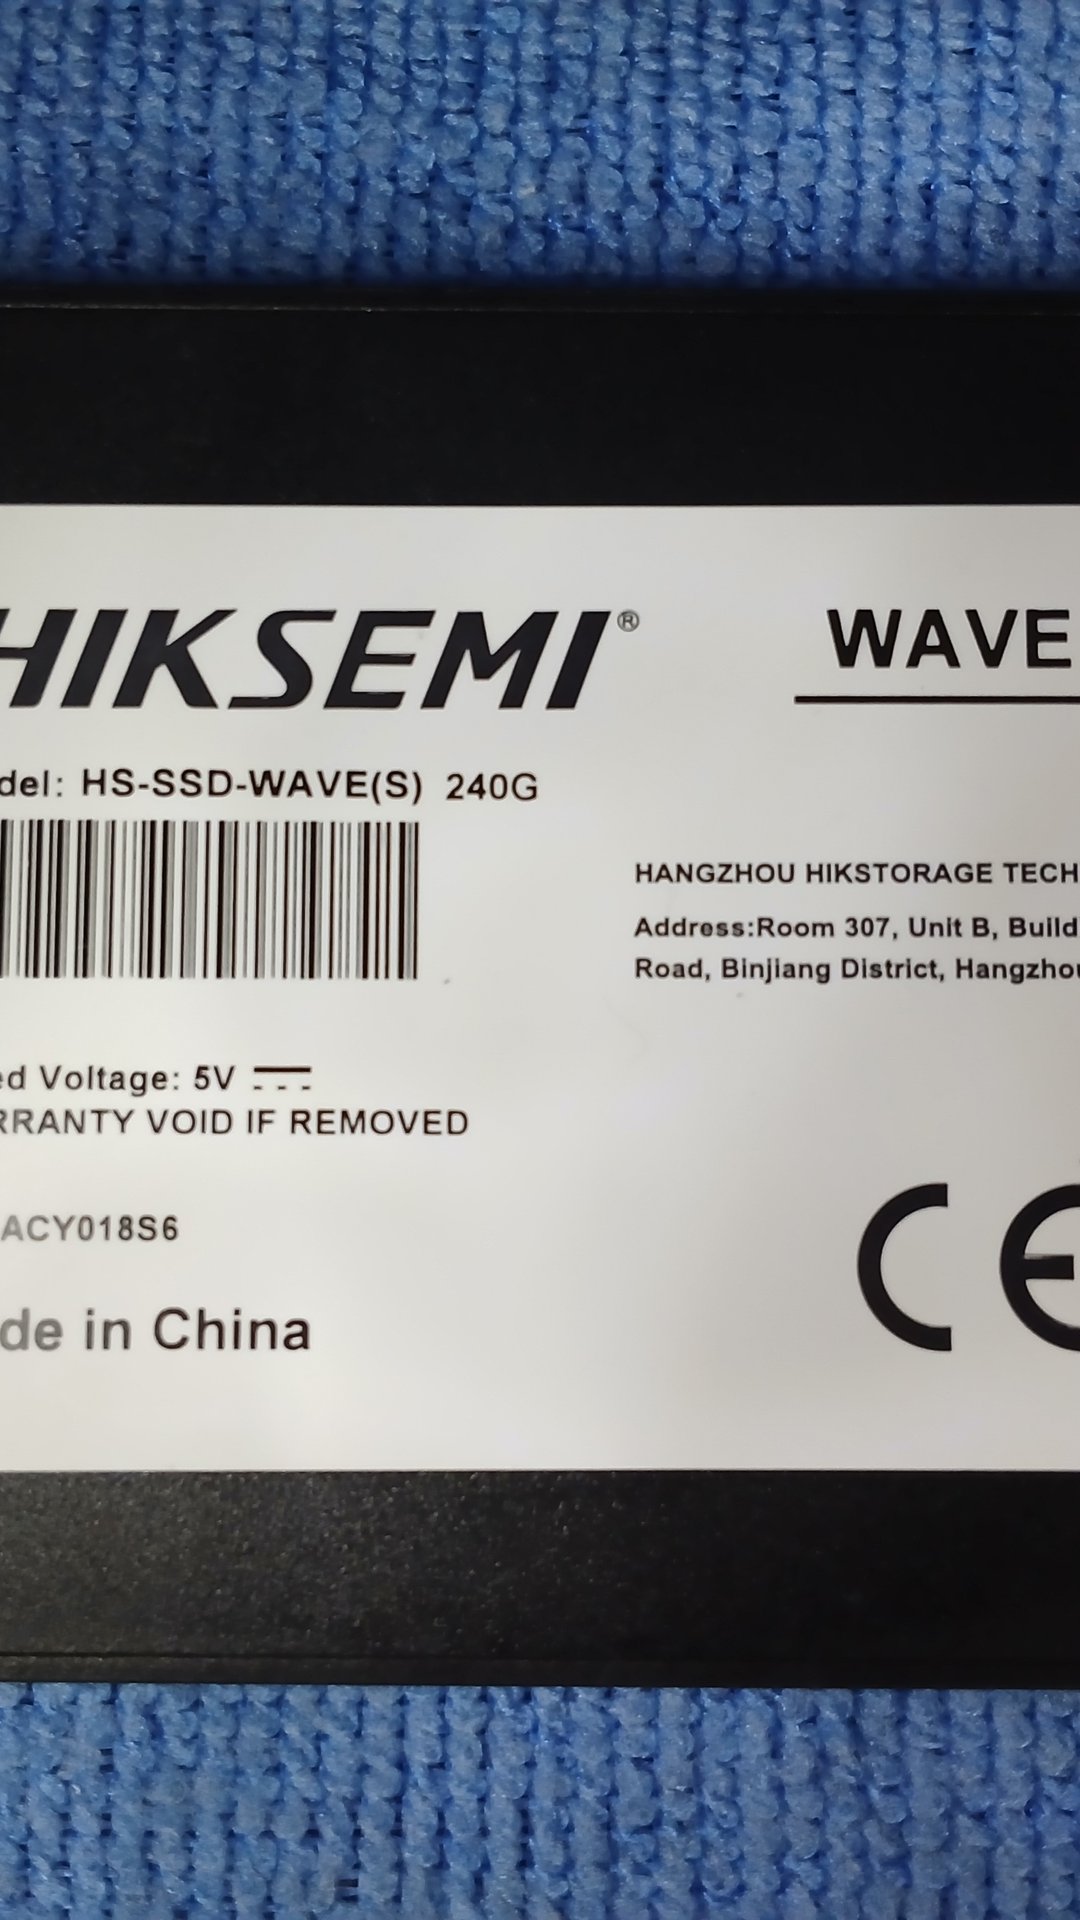 HIKSEMI®
WAVE
del: HS-SSD-WAVE(S) 240G
HANGZHOU HIKSTORAGE TECH
Address:Room 307, Unit B, Build
Road, Binjiang District, Hangzhou
ed Voltage: 5V
RRANTY VOID IF REMOVED
ACY018S6
de in China
CE